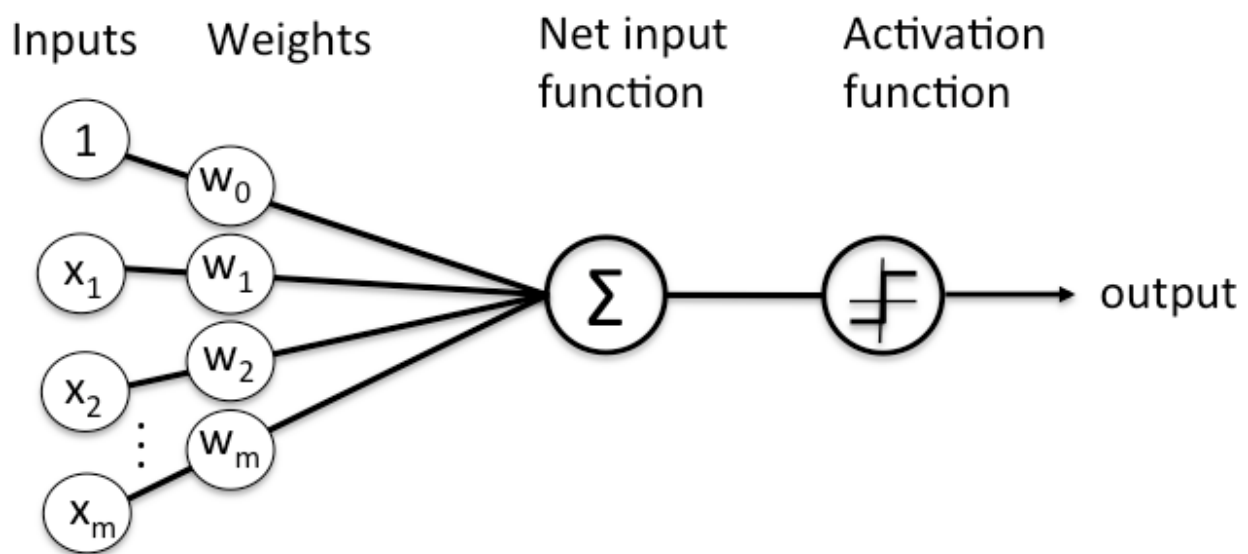 Inputs
Weights
Net input
function
Activation
function
1
w₀
x₁
w₁
Σ
output
x₂
w₂
⋮
xₘ
wₘ